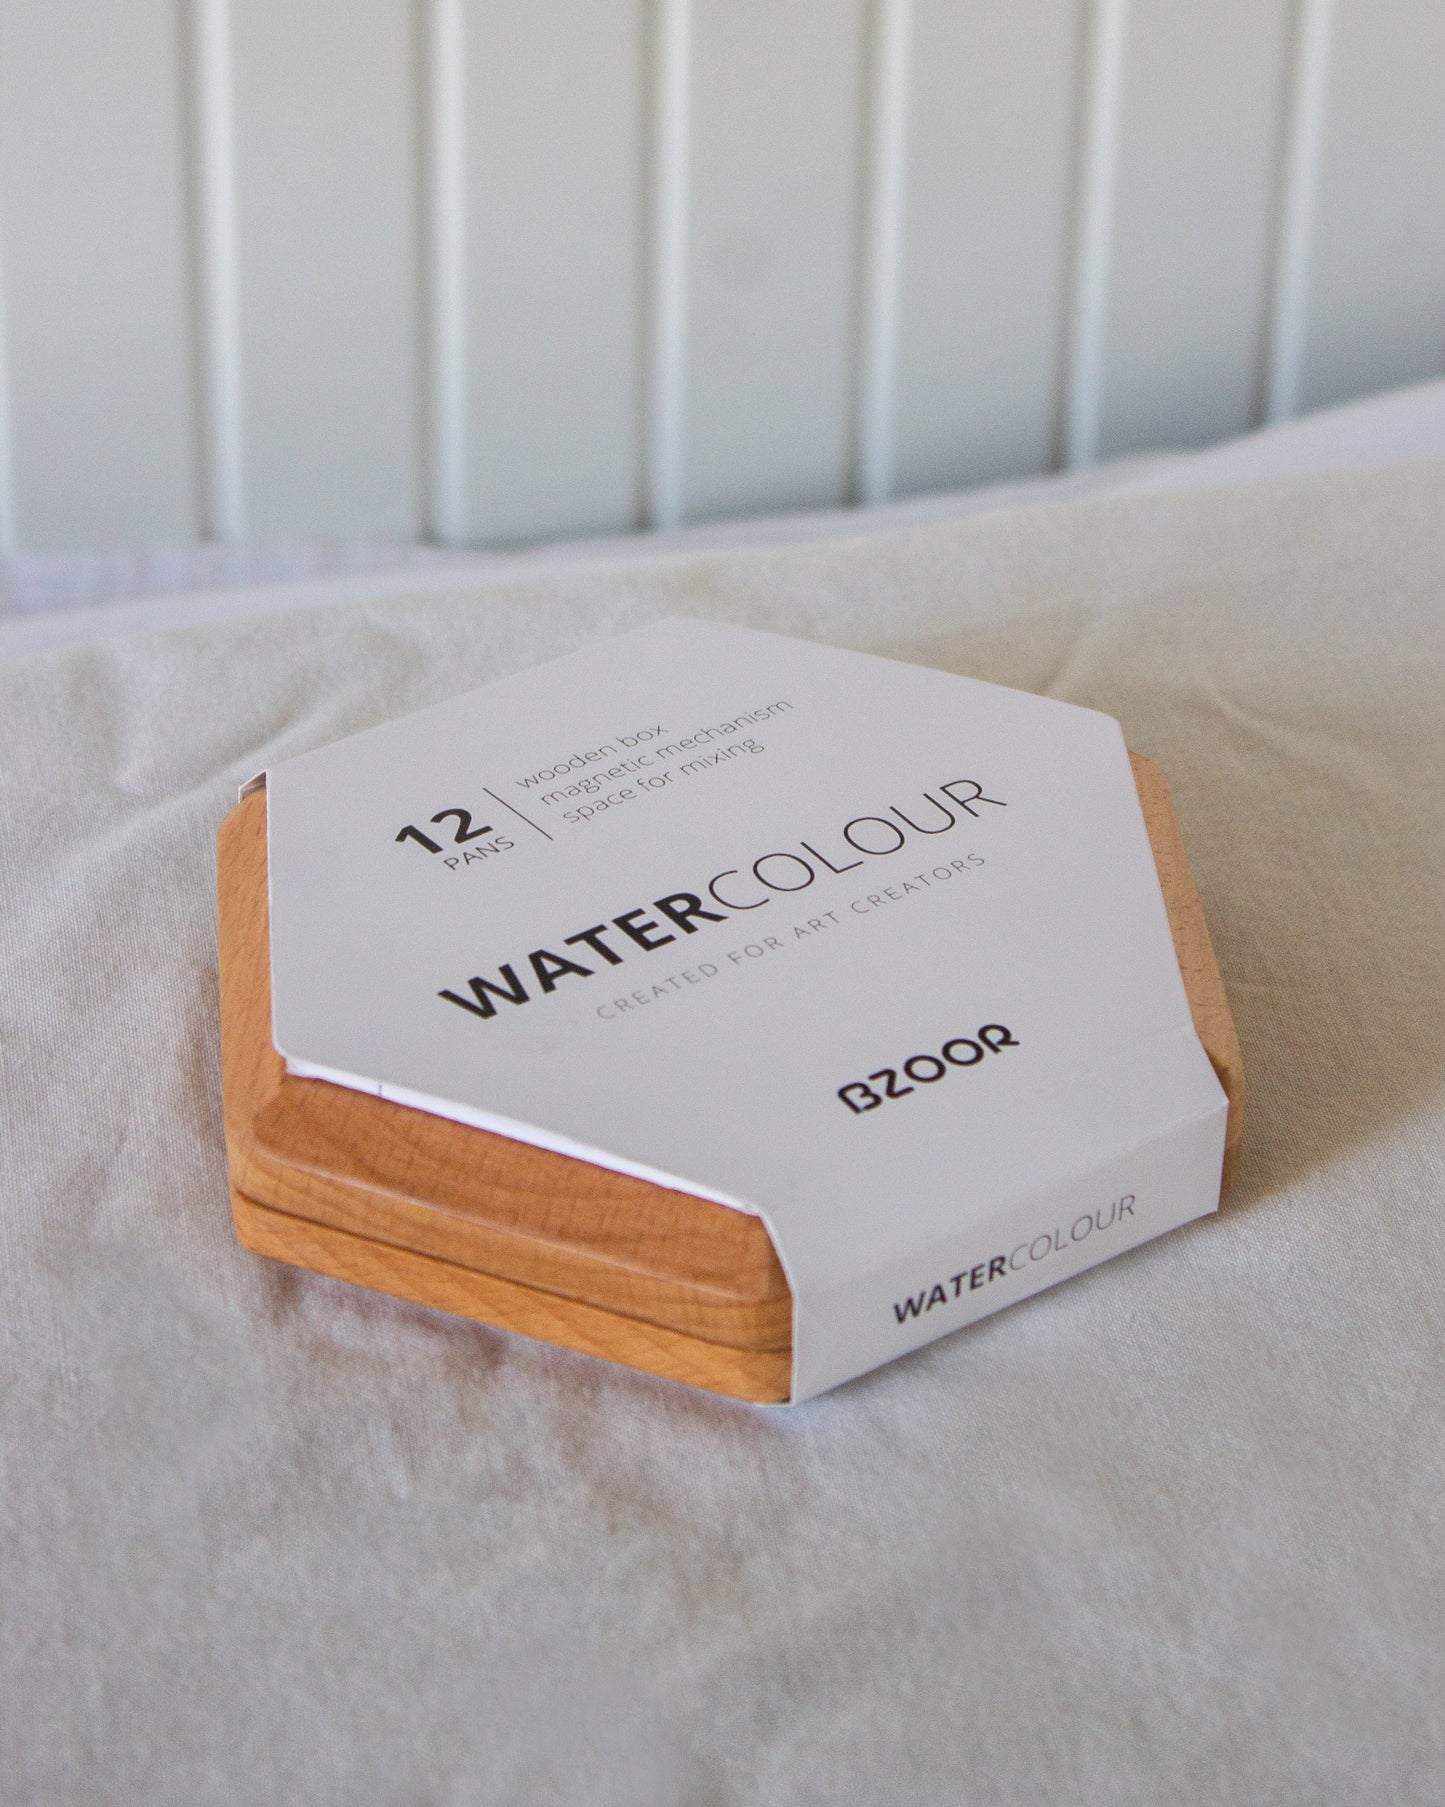 12
PANS
wooden box
magnetic mechanism
space for mixing
WATERCOLOUR
CREATED FOR ART CREATORS
BZOOR
WATERCOLOUR